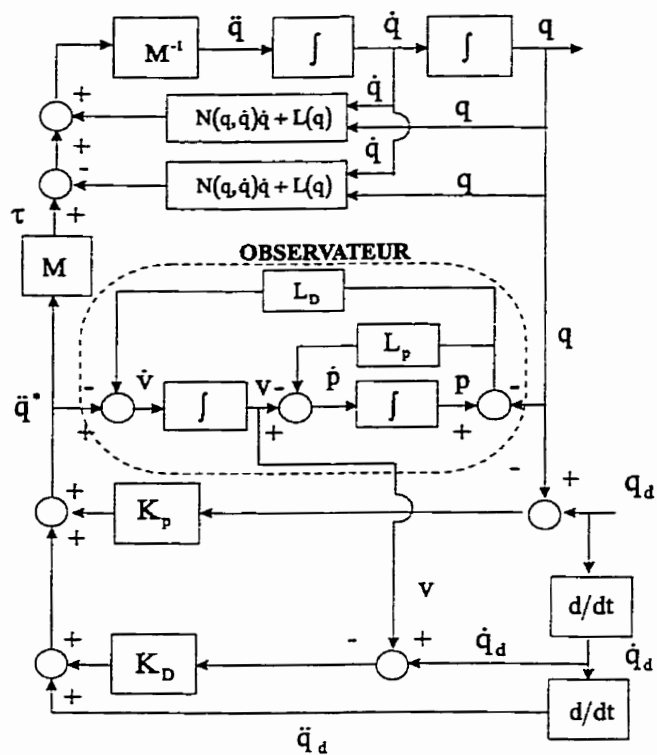 M⁻¹ q̈ ∫ q̇ ∫ q
+ q̇
N(q,q̇)q̇ + L(q) q
+ q̇
- N(q,q̇)q̇ + L(q) q
τ +
M OBSERVATEUR
L_D
L_p q
q̈* - v̇ ∫ v - ṗ ∫ p -
+ + +
- + q_d
+ K_p
+
v d/dt
+ K_D - + q̇_d q̇_d
+ d/dt
q̈_d